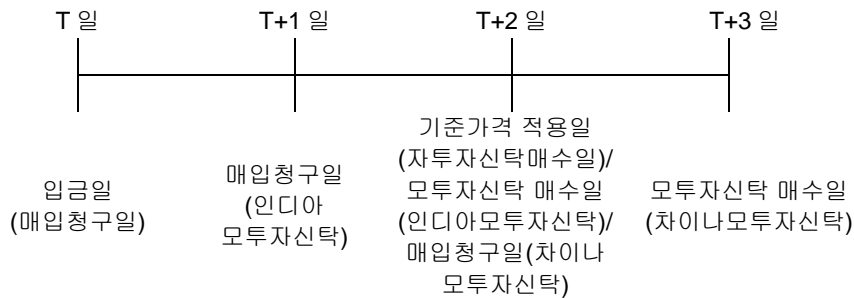 T 일
T+1 일
T+2 일
T+3 일
입금일
(매입청구일)
매입청구일
(인디아
모투자신탁)
기준가격 적용일
(자투자신탁매수일)/
모투자신탁 매수일
(인디아모투자신탁)/
매입청구일(차이나
모투자신탁)
모투자신탁 매수일
(차이나모투자신탁)